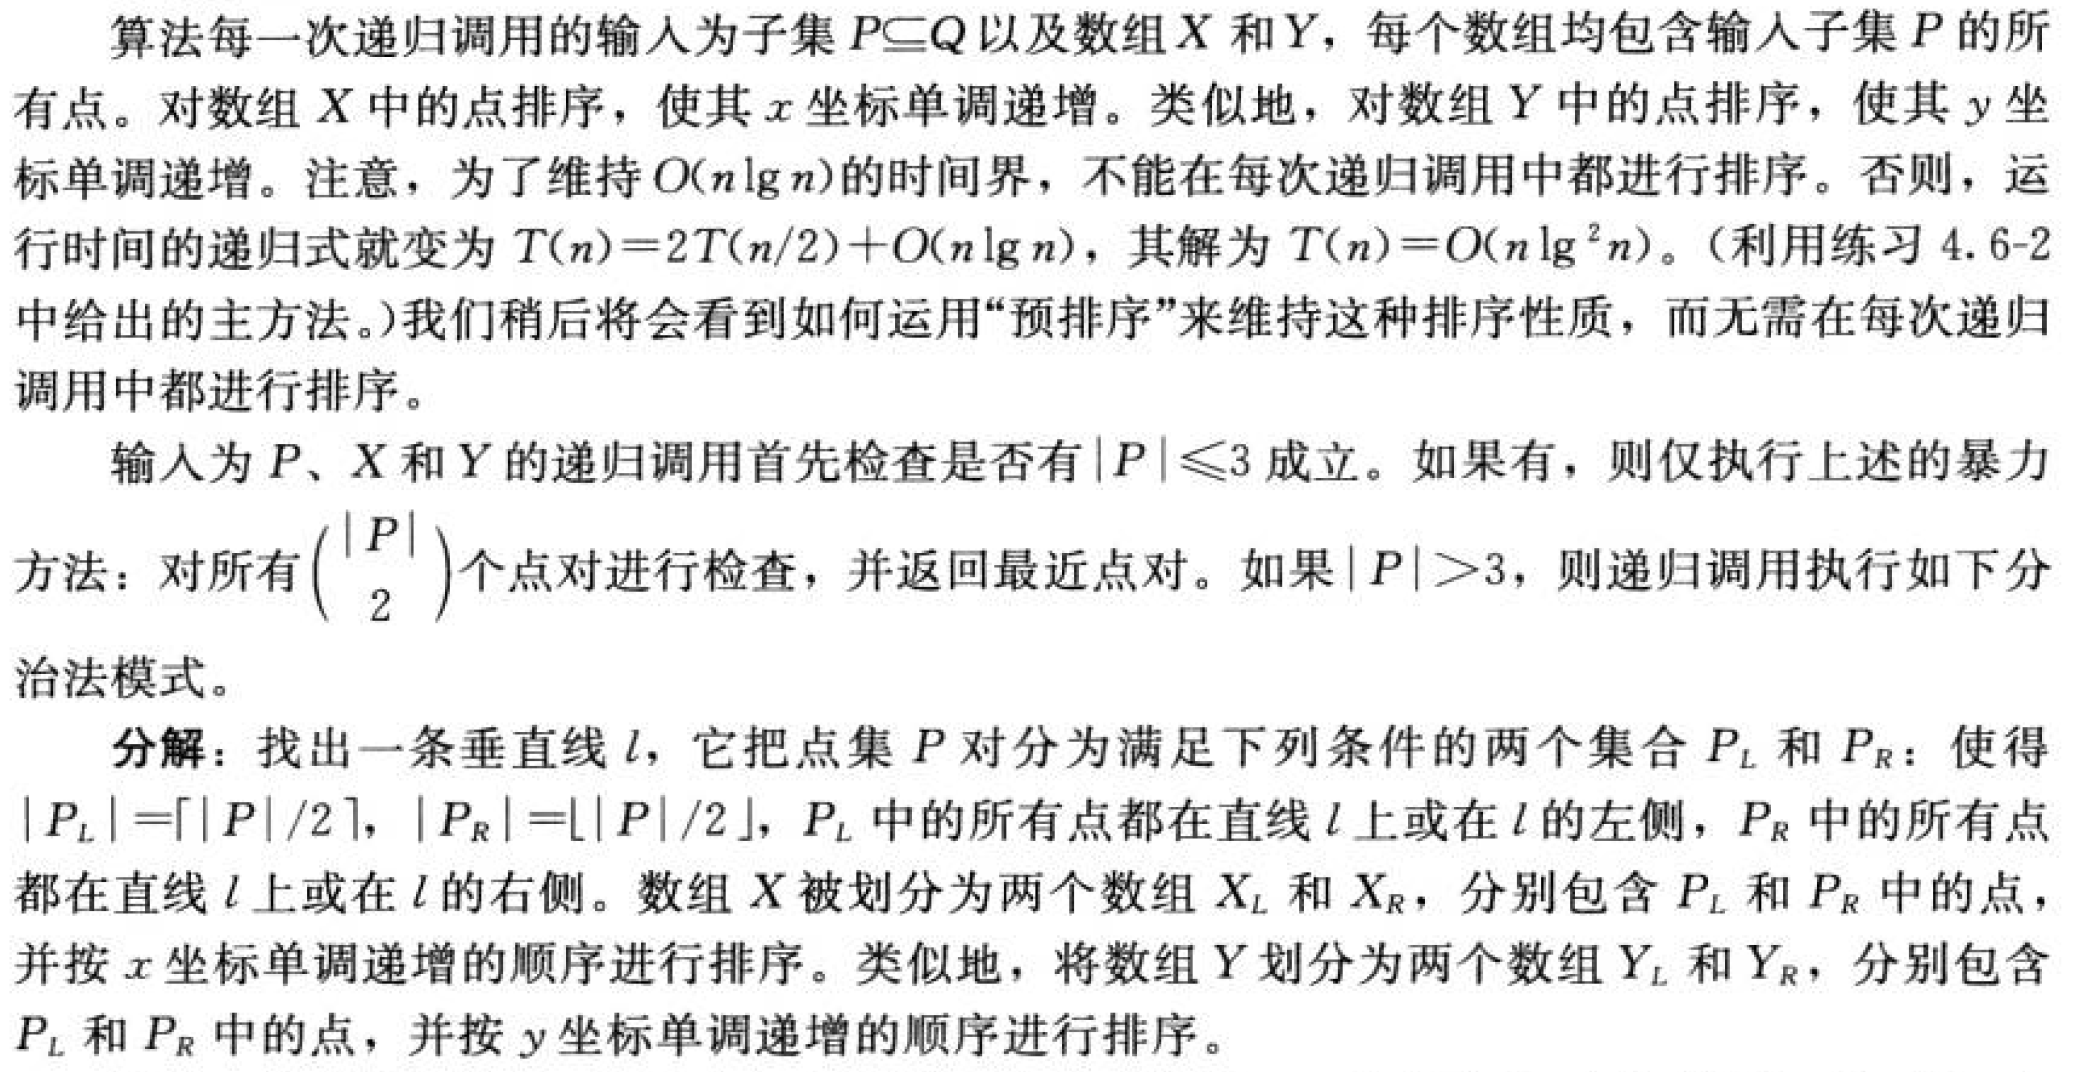 算法每一次递归调用的输入为子集 P⊆Q 以及数组 X 和 Y，每个数组均包含输入子集 P 的所
有点。对数组 X 中的点排序，使其 x 坐标单调递增。类似地，对数组 Y 中的点排序，使其 y 坐
标单调递增。注意，为了维持 O(n lg n)的时间界，不能在每次递归调用中都进行排序。否则，运
行时间的递归式就变为 T(n)=2T(n/2)+O(n lg n)，其解为 T(n)=O(n lg²n)。（利用练习 4.6-2
中给出的主方法。）我们稍后将会看到如何运用“预排序”来维持这种排序性质，而无需在每次递归
调用中都进行排序。
输入为 P、X 和 Y 的递归调用首先检查是否有|P|≤3 成立。如果有，则仅执行上述的暴力
方法：对所有(|P| 2)个点对进行检查，并返回最近点对。如果|P|>3，则递归调用执行如下分
治法模式。
分解：找出一条垂直线 l，它把点集 P 对分为满足下列条件的两个集合 P_L 和 P_R：使得
|P_L|=⌈|P|/2⌉，|P_R|=⌊|P|/2⌋，P_L 中的所有点都在直线 l 上或在 l 的左侧，P_R 中的所有点
都在直线 l 上或在 l 的右侧。数组 X 被划分为两个数组 X_L 和 X_R，分别包含 P_L 和 P_R 中的点，
并按 x 坐标单调递增的顺序进行排序。类似地，将数组 Y 划分为两个数组 Y_L 和 Y_R，分别包含
P_L 和 P_R 中的点，并按 y 坐标单调递增的顺序进行排序。